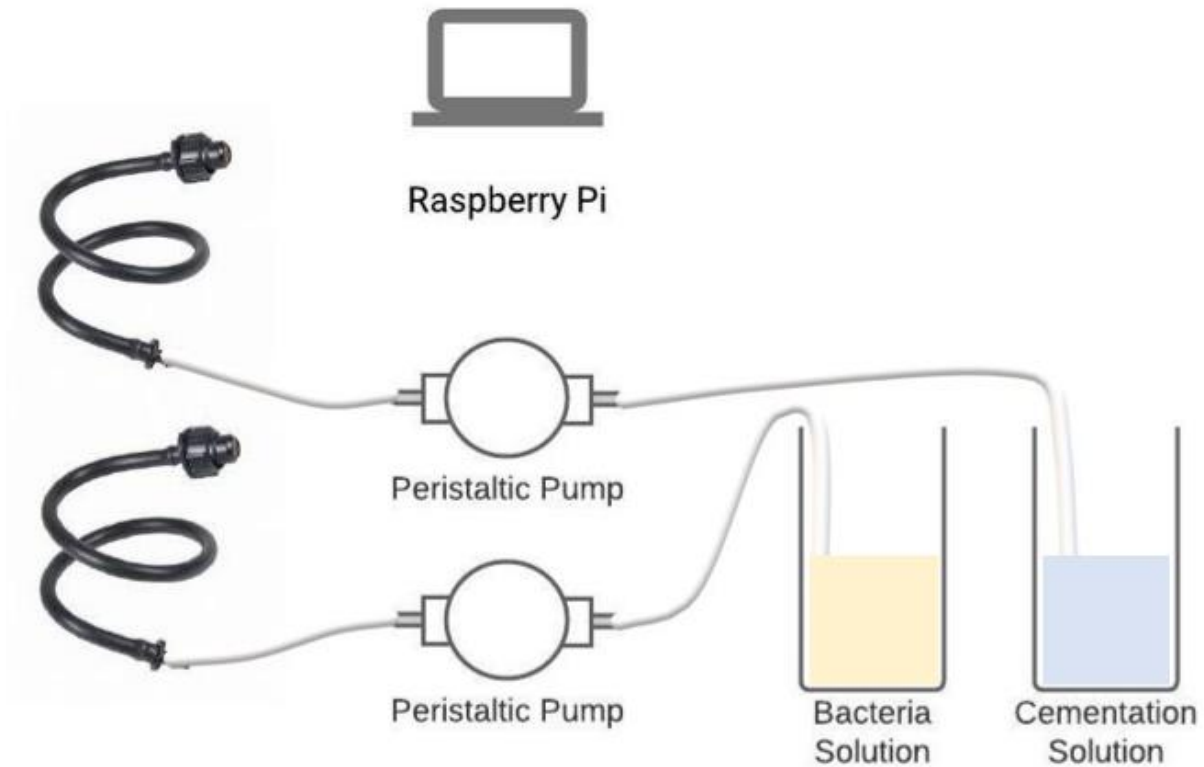 Raspberry Pi
Peristaltic Pump
Peristaltic Pump
Bacteria
Solution
Cementation
Solution